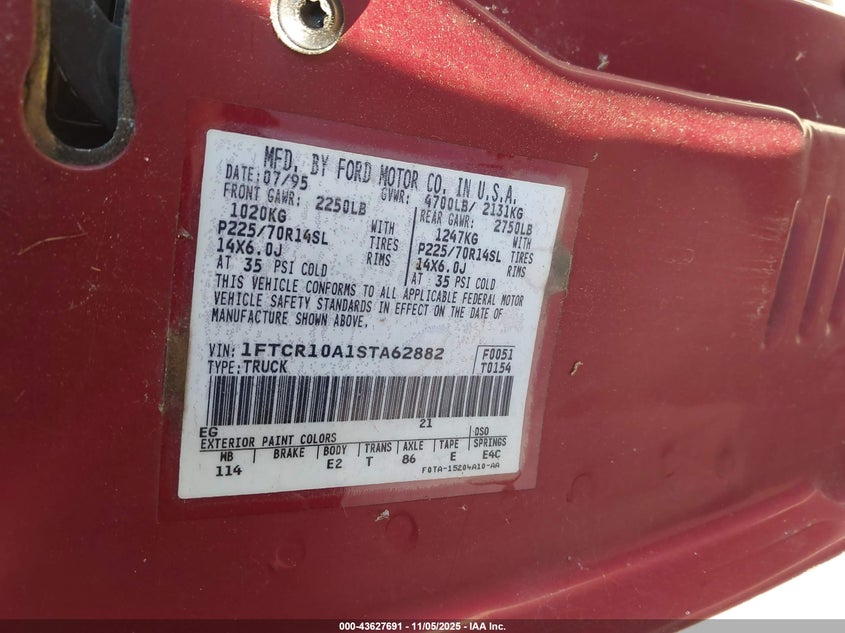 MFD. BY FORD MOTOR CO. IN U.S.A.
DATE: 07/95 GVWR: 4700LB/ 2131KG
FRONT GAWR: 2250LB REAR GAWR: 2750LB
1020KG WITH 1247KG WITH
P225/70R14SL TIRES P225/70R14SL TIRES
14X6.0J RIMS 14X6.0J RIMS
AT 35 PSI COLD AT 35 PSI COLD
THIS VEHICLE CONFORMS TO ALL APPLICABLE FEDERAL MOTOR
VEHICLE SAFETY STANDARDS IN EFFECT ON THE DATE OF
MANUFACTURE SHOWN ABOVE.
VIN: 1FTCR10A1STA62882 F0051
TYPE: TRUCK T0154
EG 21 DSO
EXTERIOR PAINT COLORS
WB BRAKE BODY TRANS AXLE TAPE SPRINGS
114 E2 T 86 E E4C
F0TA-15204A10-AA
000-43627691 - 11/05/2025 - IAA Inc.